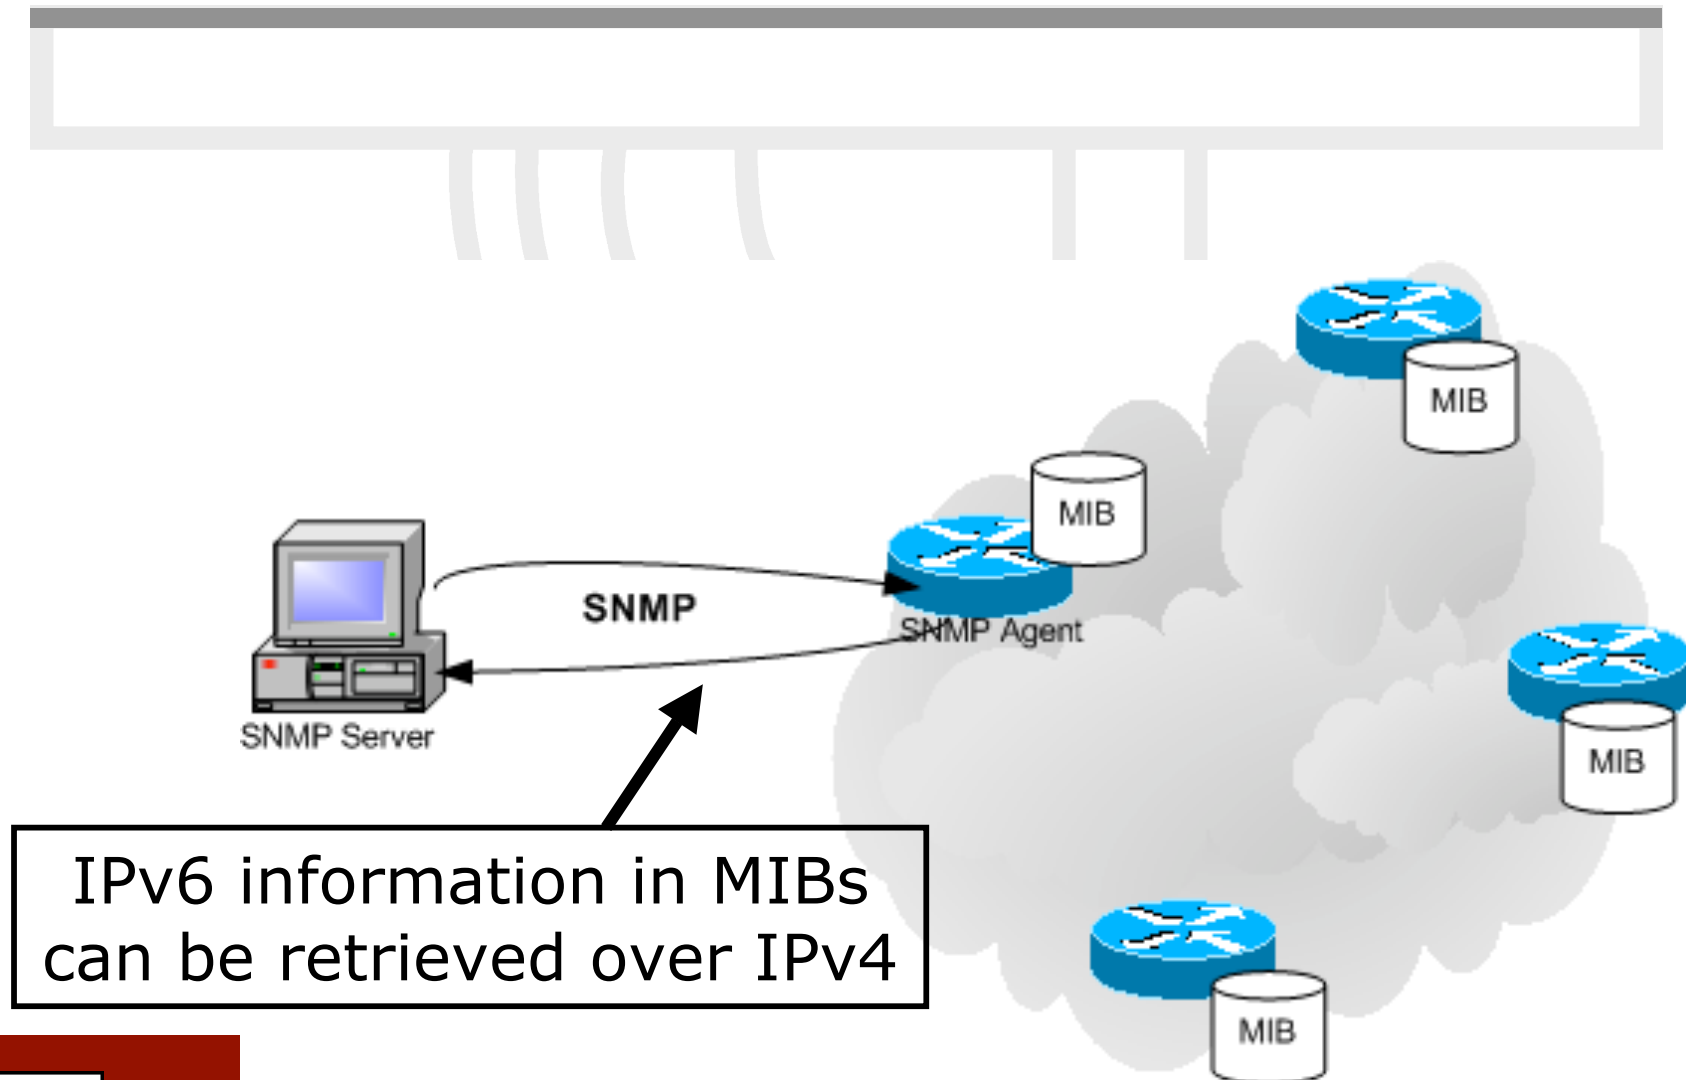 MIB
MIB
SNMP
SNMP Agent
SNMP Server
MIB
IPv6 information in MIBs
can be retrieved over IPv4
MIB